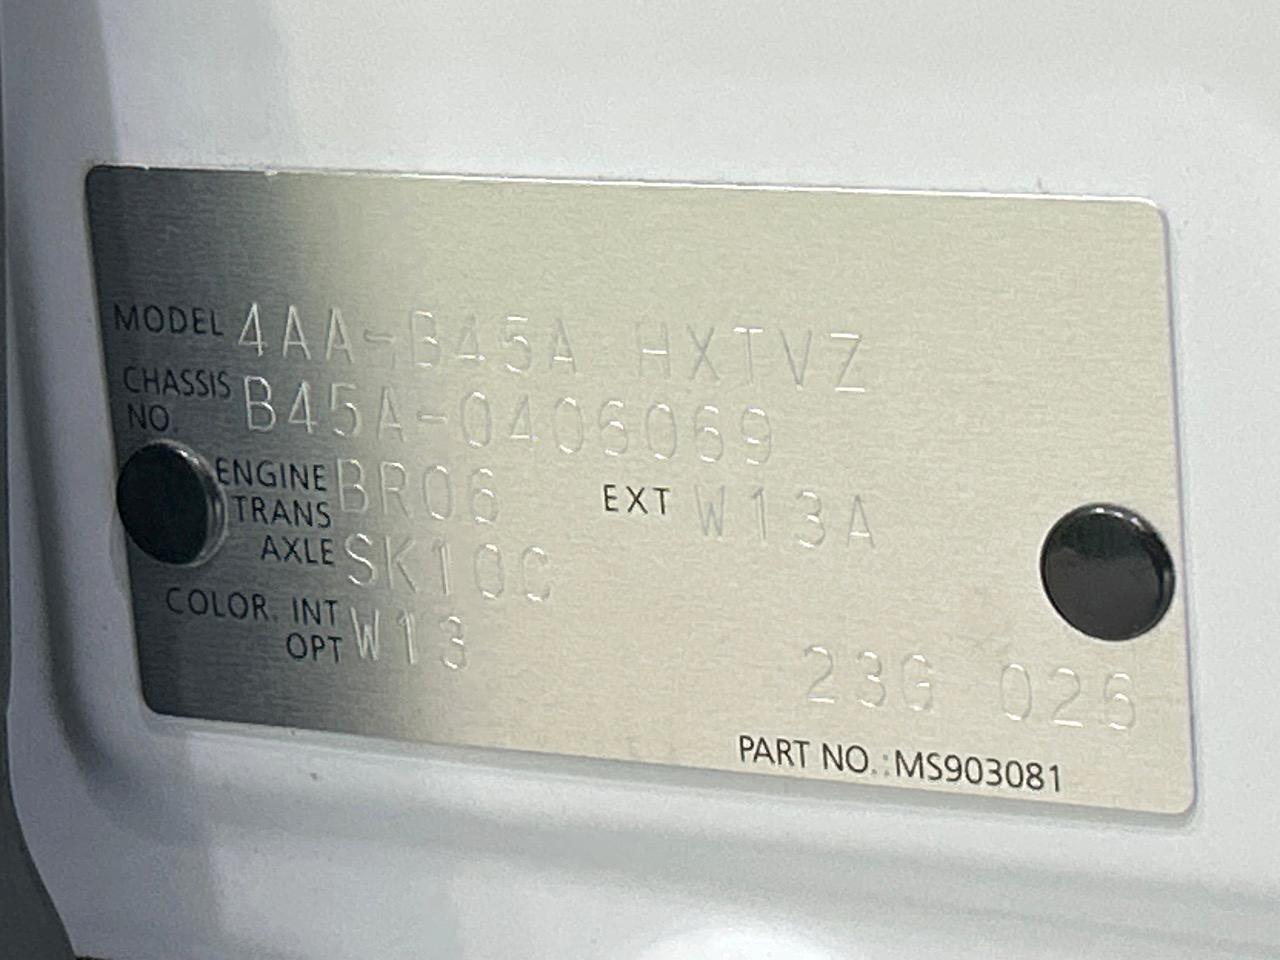 MODEL 4AA-B45A HXTVZ
CHASSIS NO. B45A-0406069
ENGINE BR06 EXT W13A
TRANS
AXLE SK10C
COLOR. INT
OPT W13
23G 026
PART NO.:MS903081